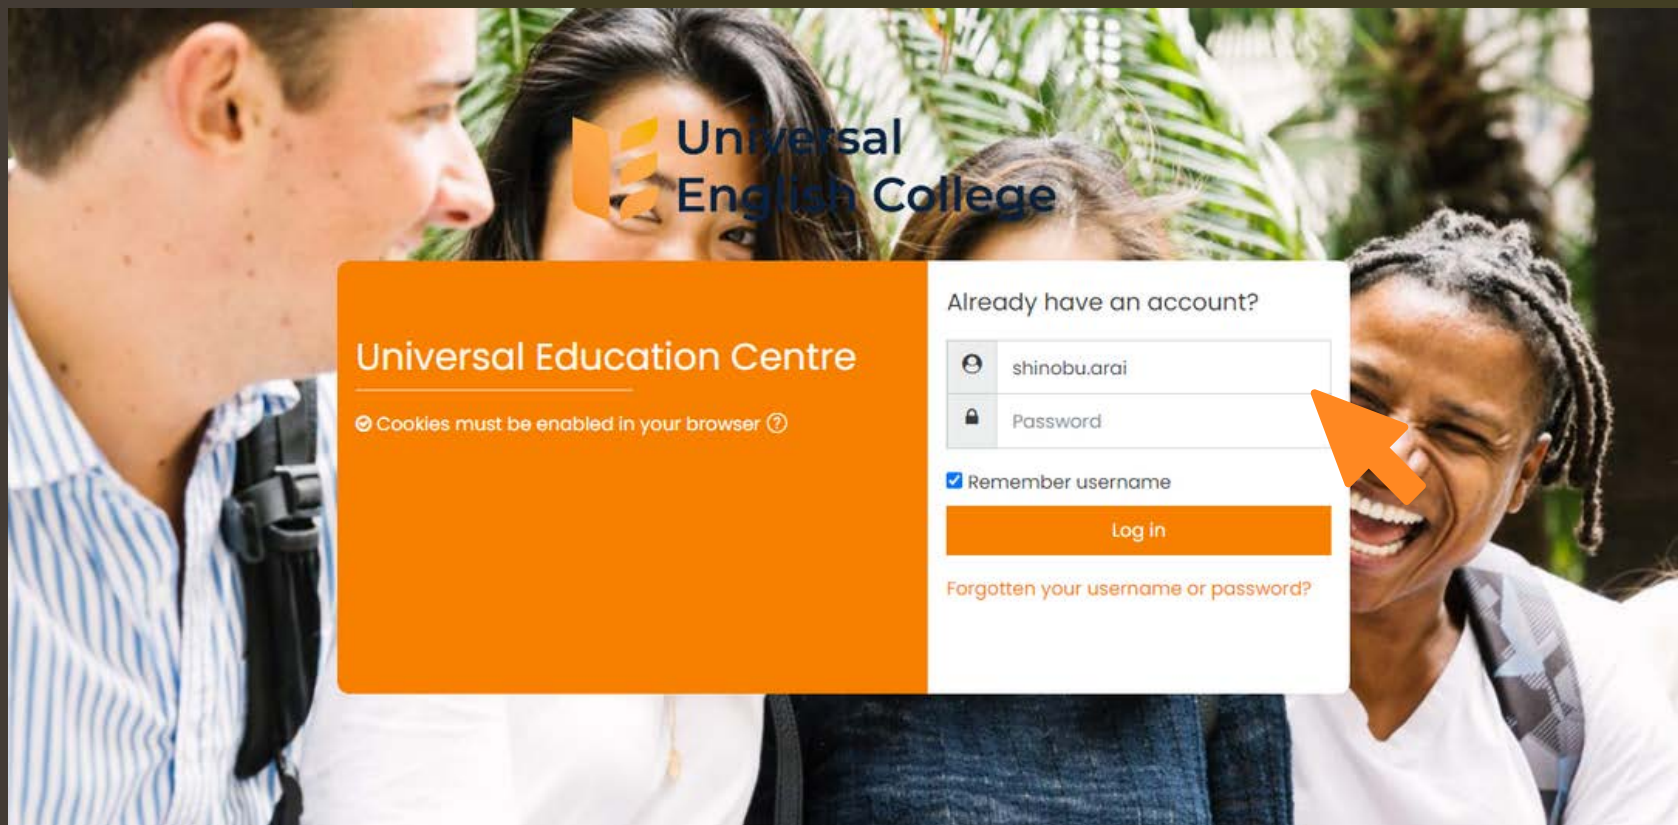 Universal
English College
Universal Education Centre
Cookies must be enabled in your browser
Already have an account?
shinobu.arai
Password
Remember username
Log in
Forgotten your username or password?